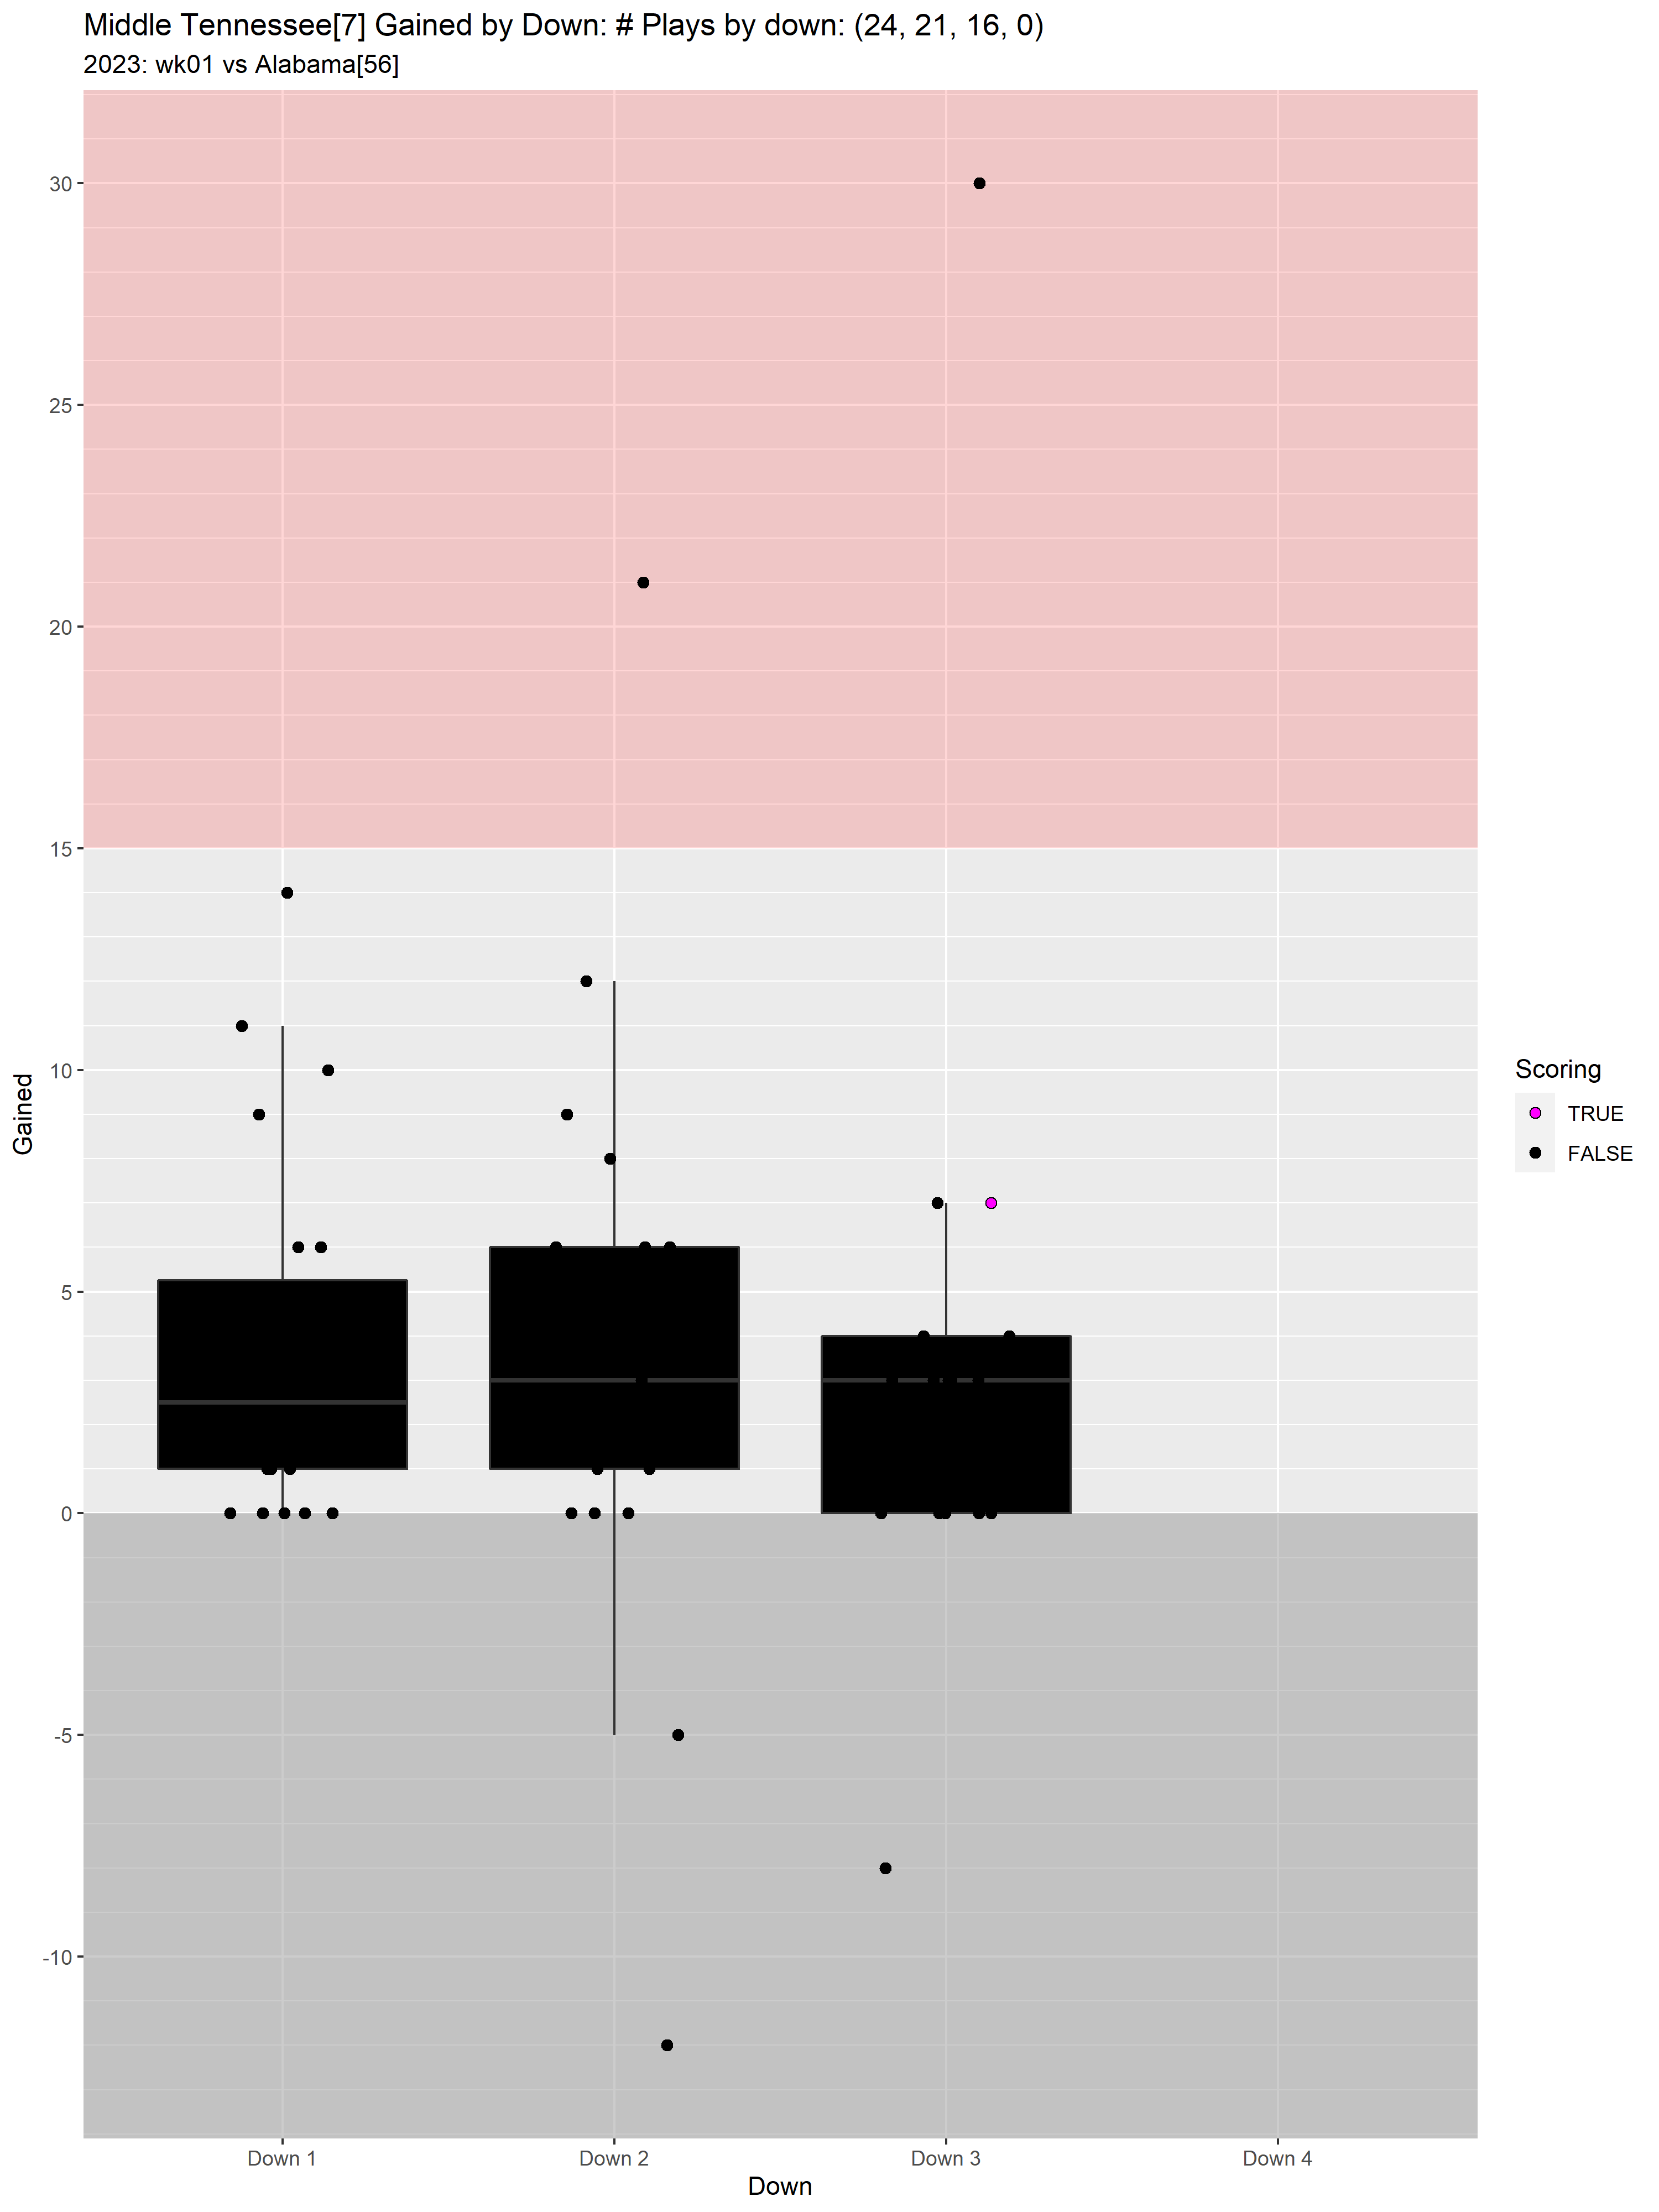 Middle Tennessee[7] Gained by Down: # Plays by down: (24, 21, 16, 0)
2023: wk01 vs Alabama[56]
30
25
20
15
10
5
0
-5
-10
Gained
Down 1
Down 2
Down 3
Down 4
Down
Scoring
TRUE
FALSE